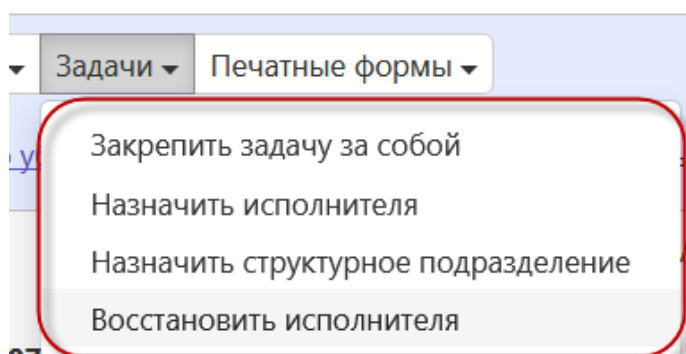 Задачи Печатные формы
Закрепить задачу за собой
Назначить исполнителя
Назначить структурное подразделение
Восстановить исполнителя